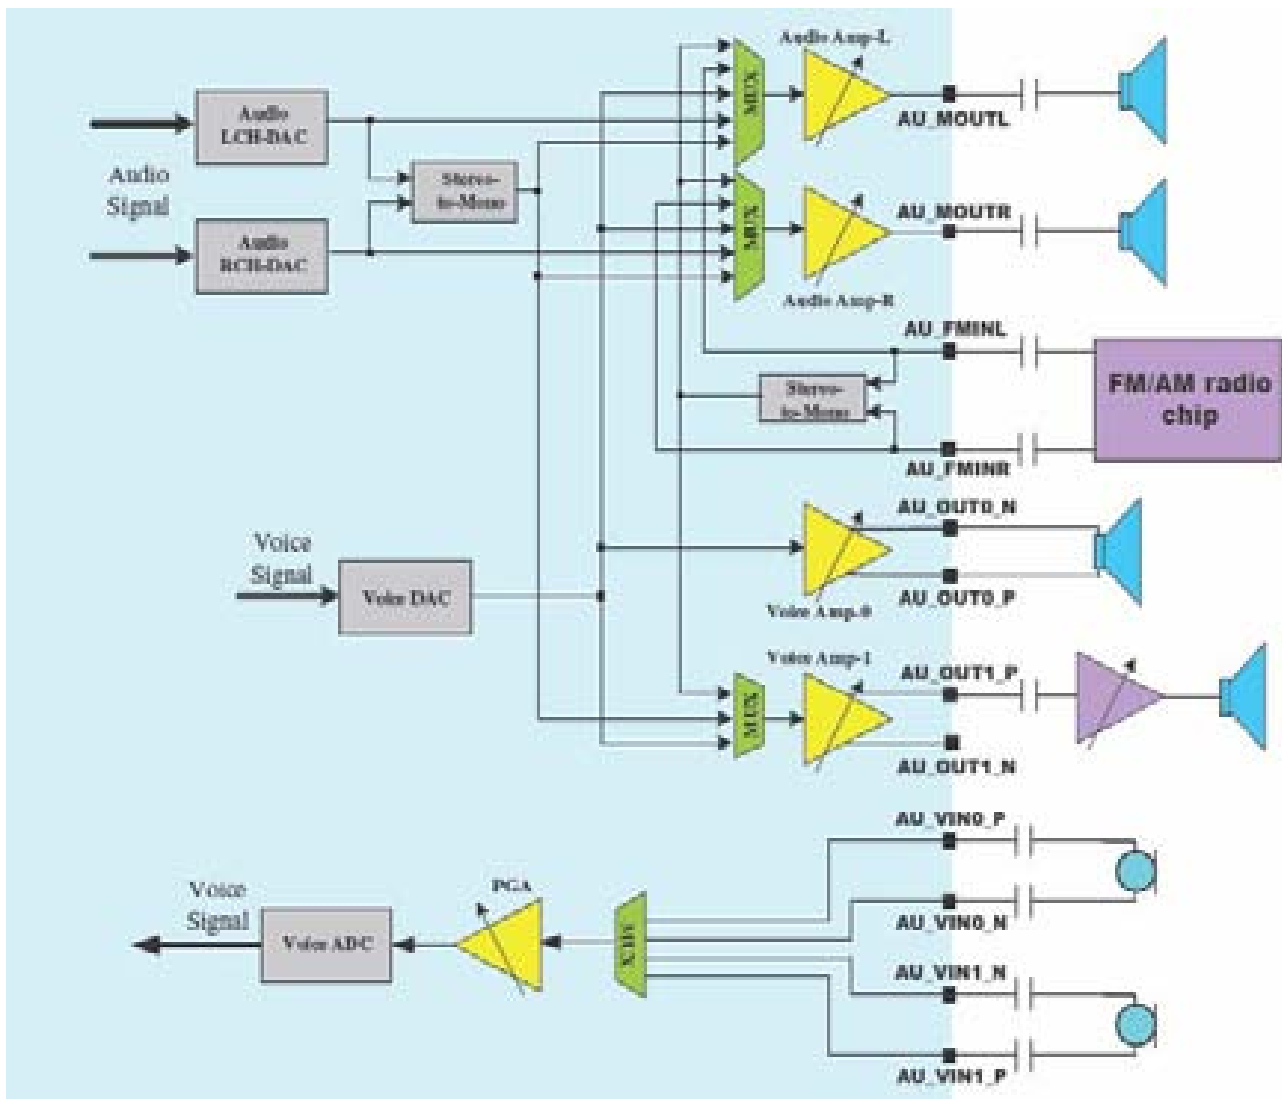 Audio Amp-L
MUX
AU_MOUTL
Audio
LCH-DAC
Audio
Signal
Stereo-
to-Mono
MUX
AU_MOUTR
Audio
RCH-DAC
Audio Amp-R
AU_FMINL
FM/AM radio
chip
Stereo-
to-Mono
AU_FMINR
AU_OUT0_N
Voice
Signal
Voice DAC
AU_OUT0_P
Voice Amp-0
Voice Amp-1
AU_OUT1_P
MUX
AU_OUT1_N
AU_VIN0_P
PGA
Voice
Signal
Voice ADC
MUX
AU_VIN0_N
AU_VIN1_N
AU_VIN1_P